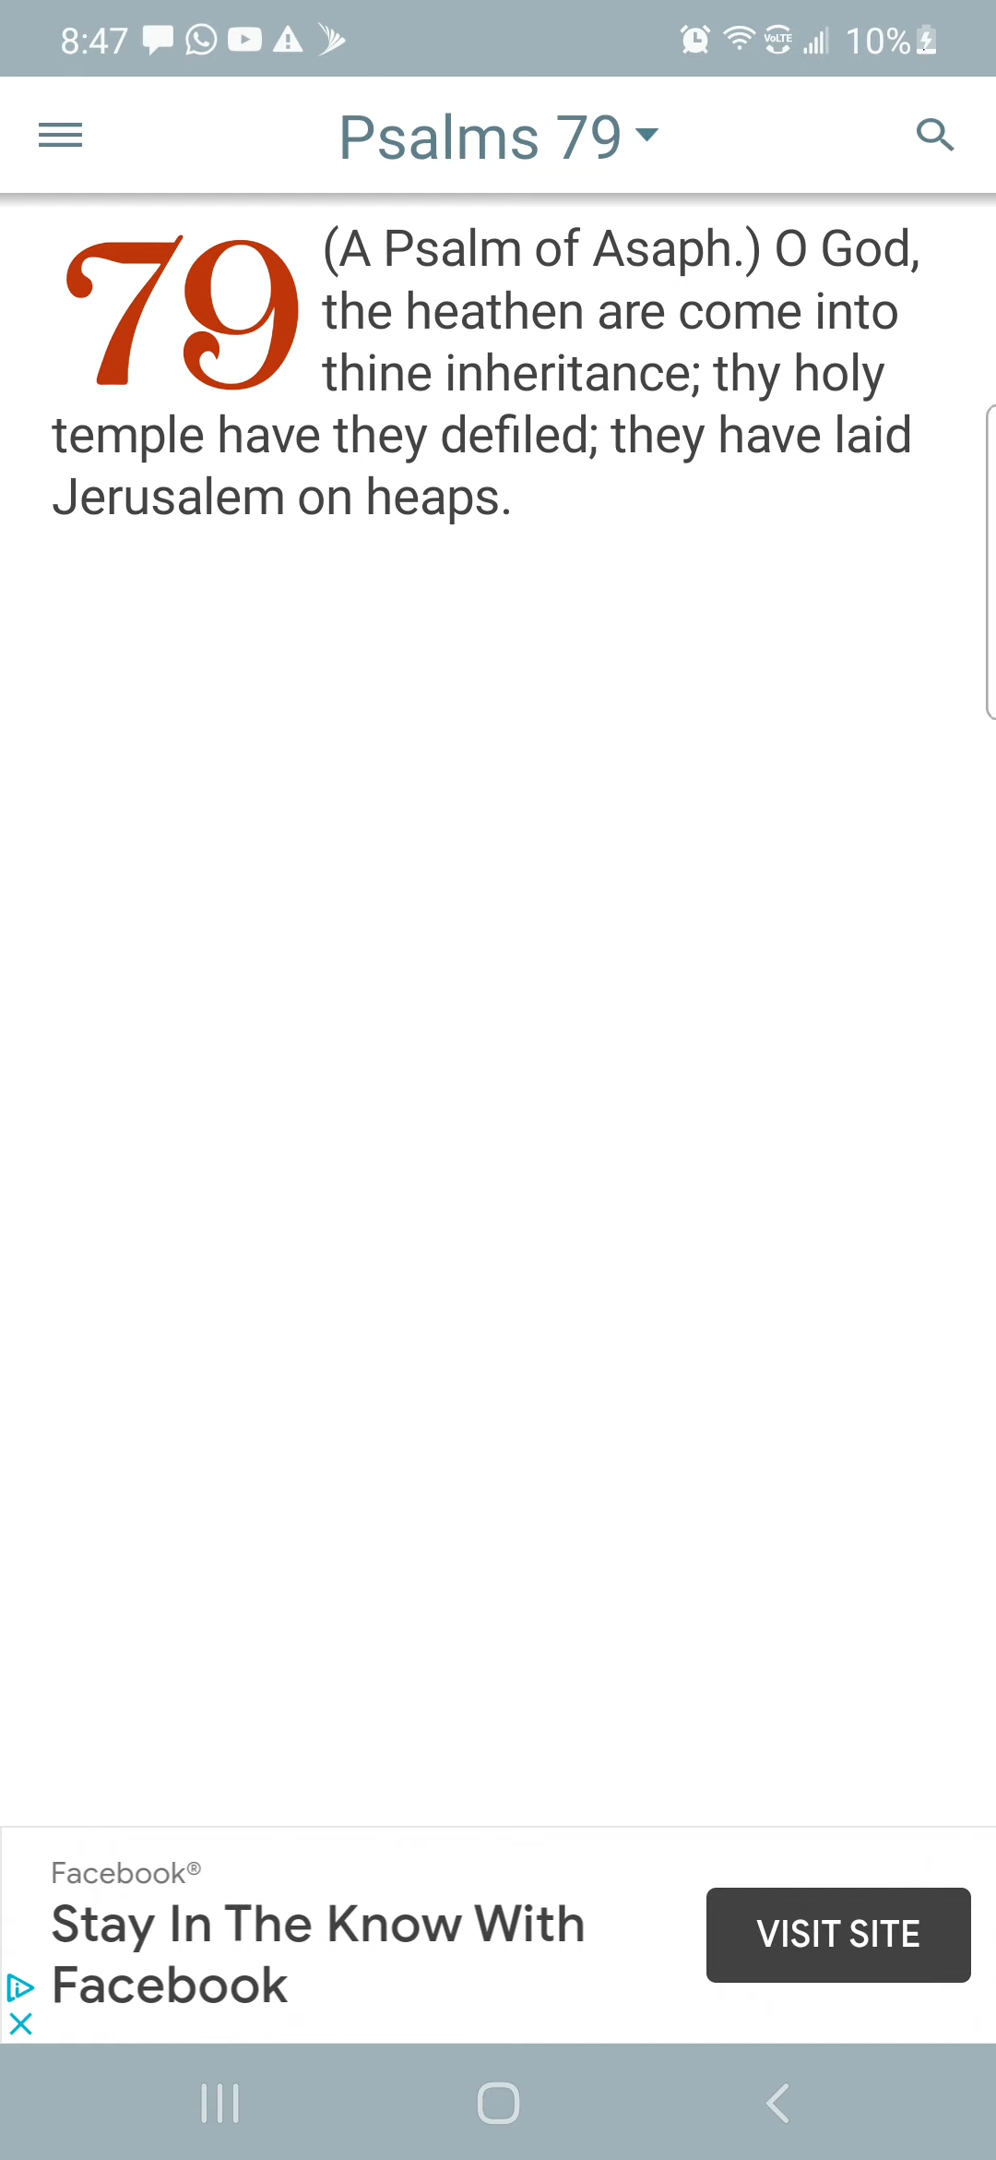 8:47 VoLTE 10%
Psalms 79
79 (A Psalm of Asaph.) O God,
the heathen are come into
thine inheritance; thy holy
temple have they defiled; they have laid
Jerusalem on heaps.
Facebook®
Stay In The Know With
Facebook
VISIT SITE